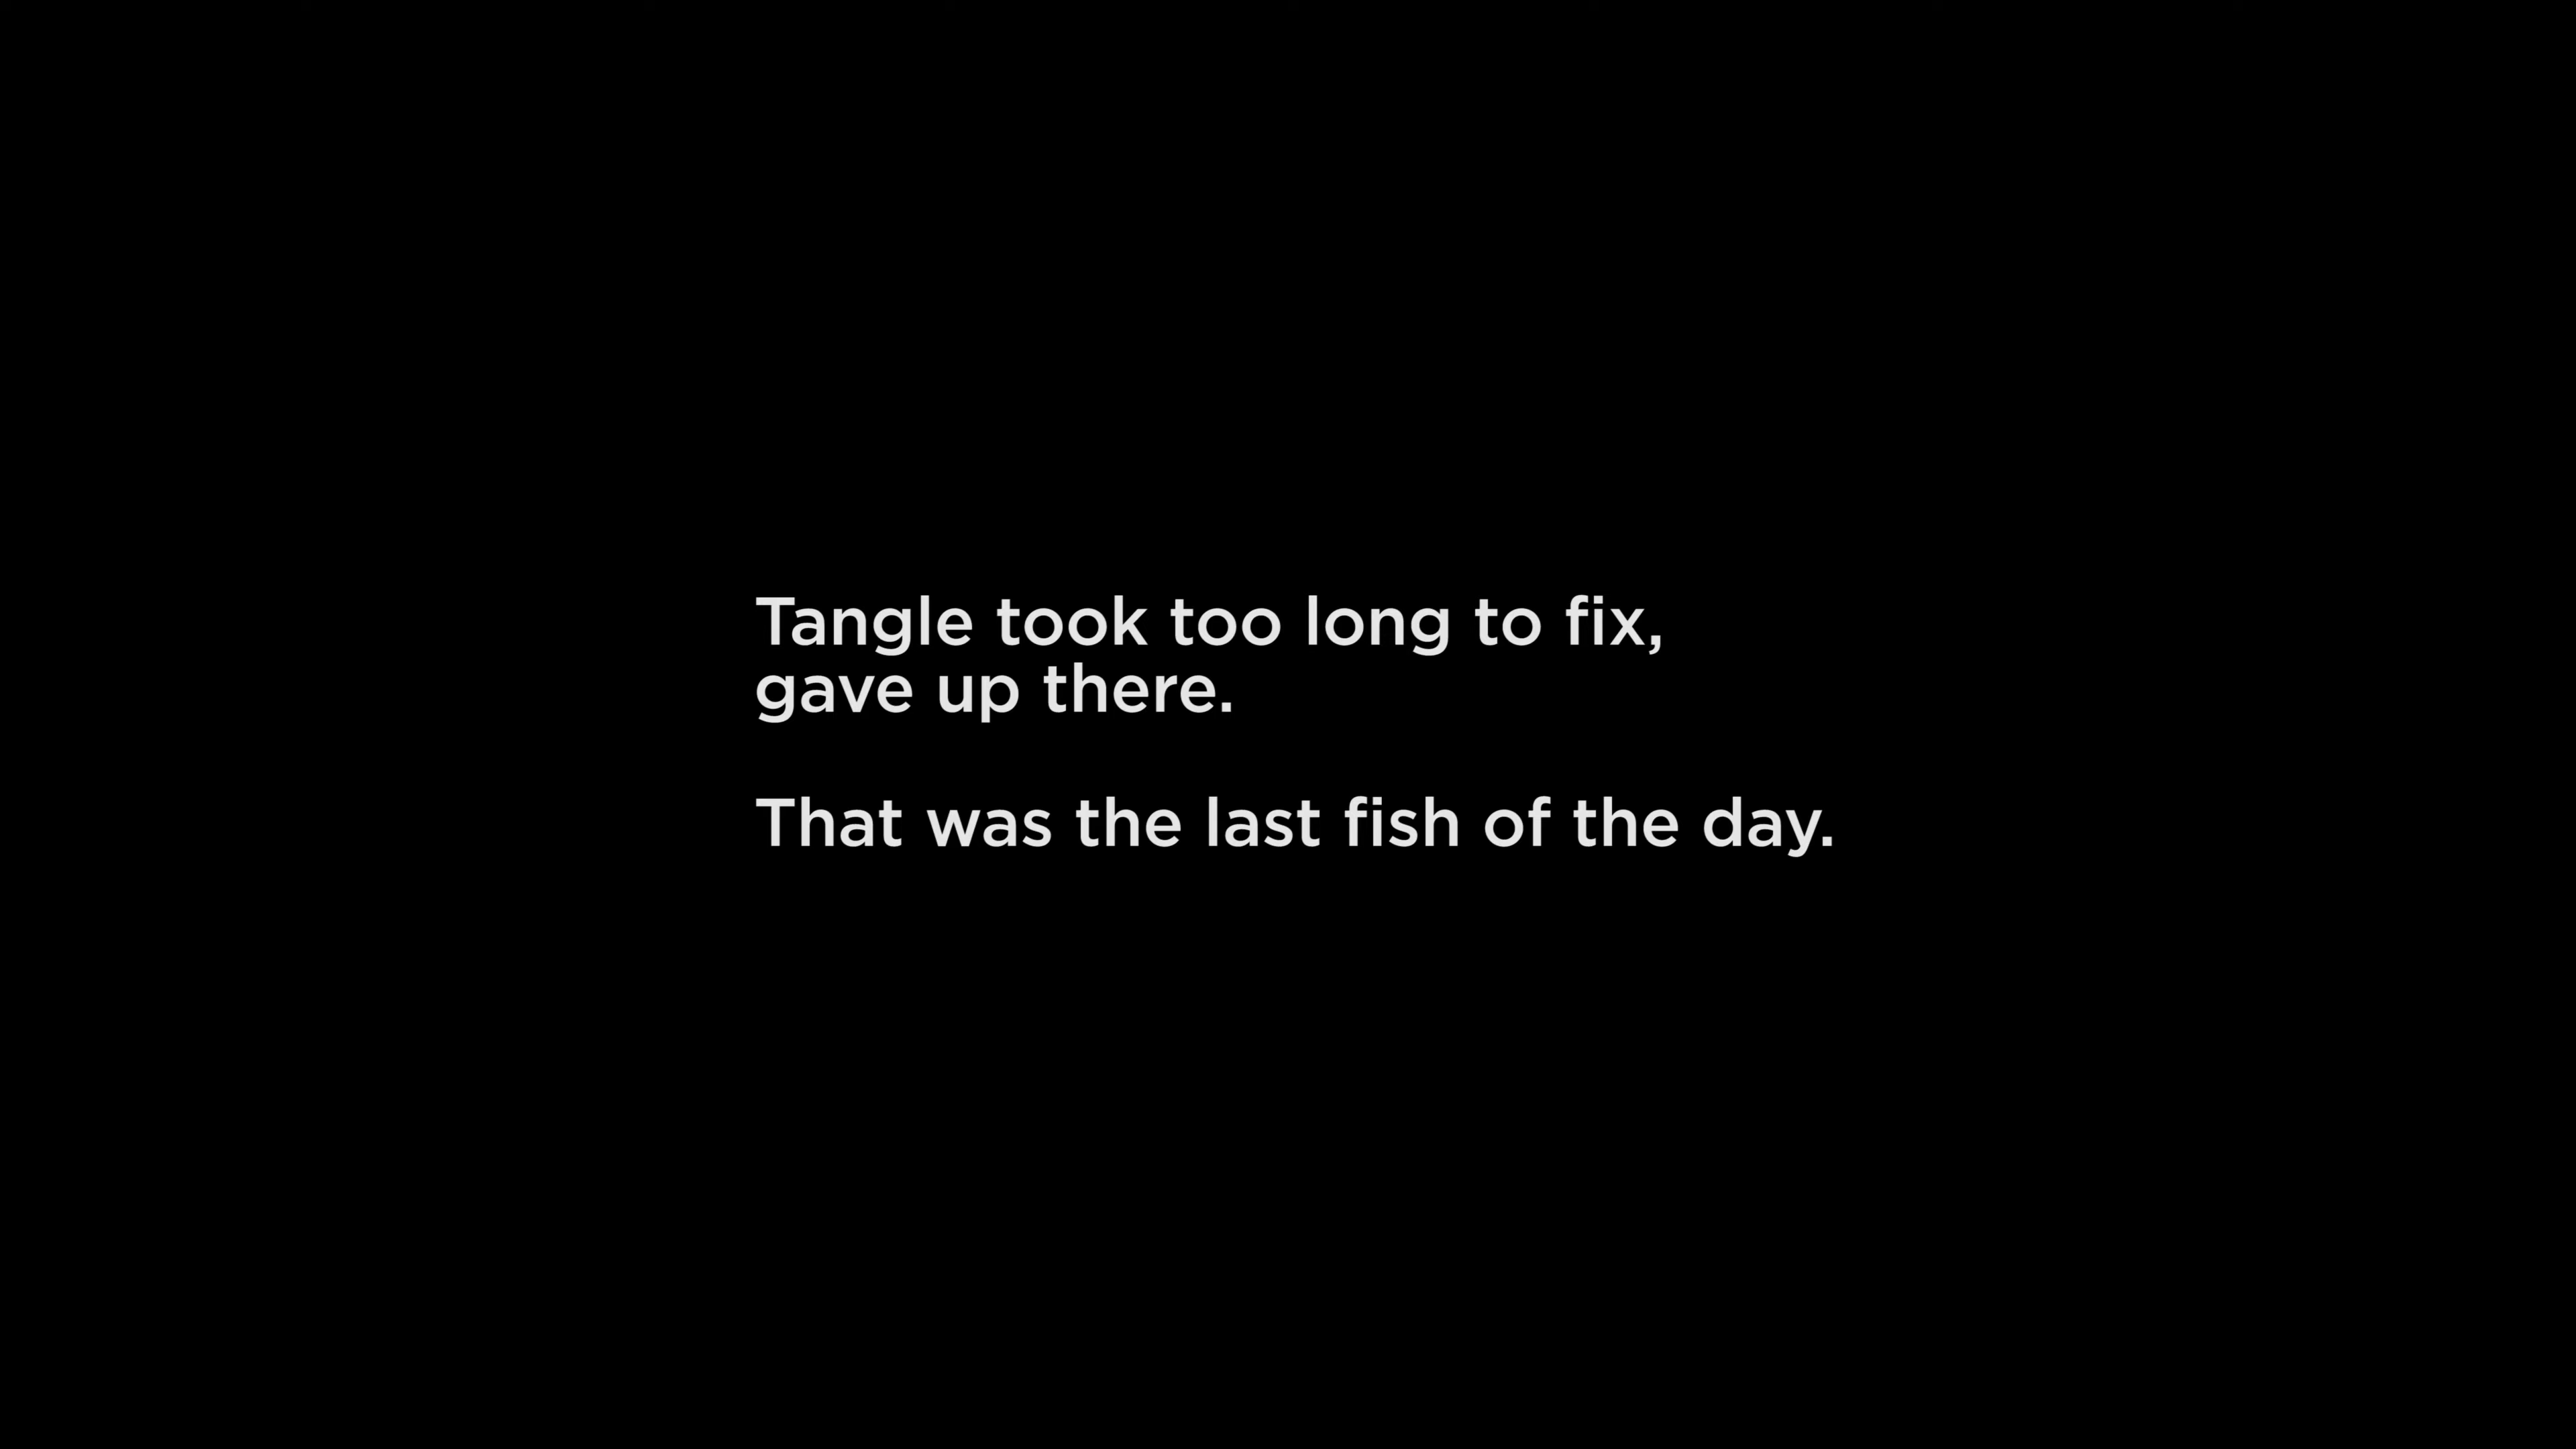 Tangle took too long to fix,
gave up there.
That was the last fish of the day.